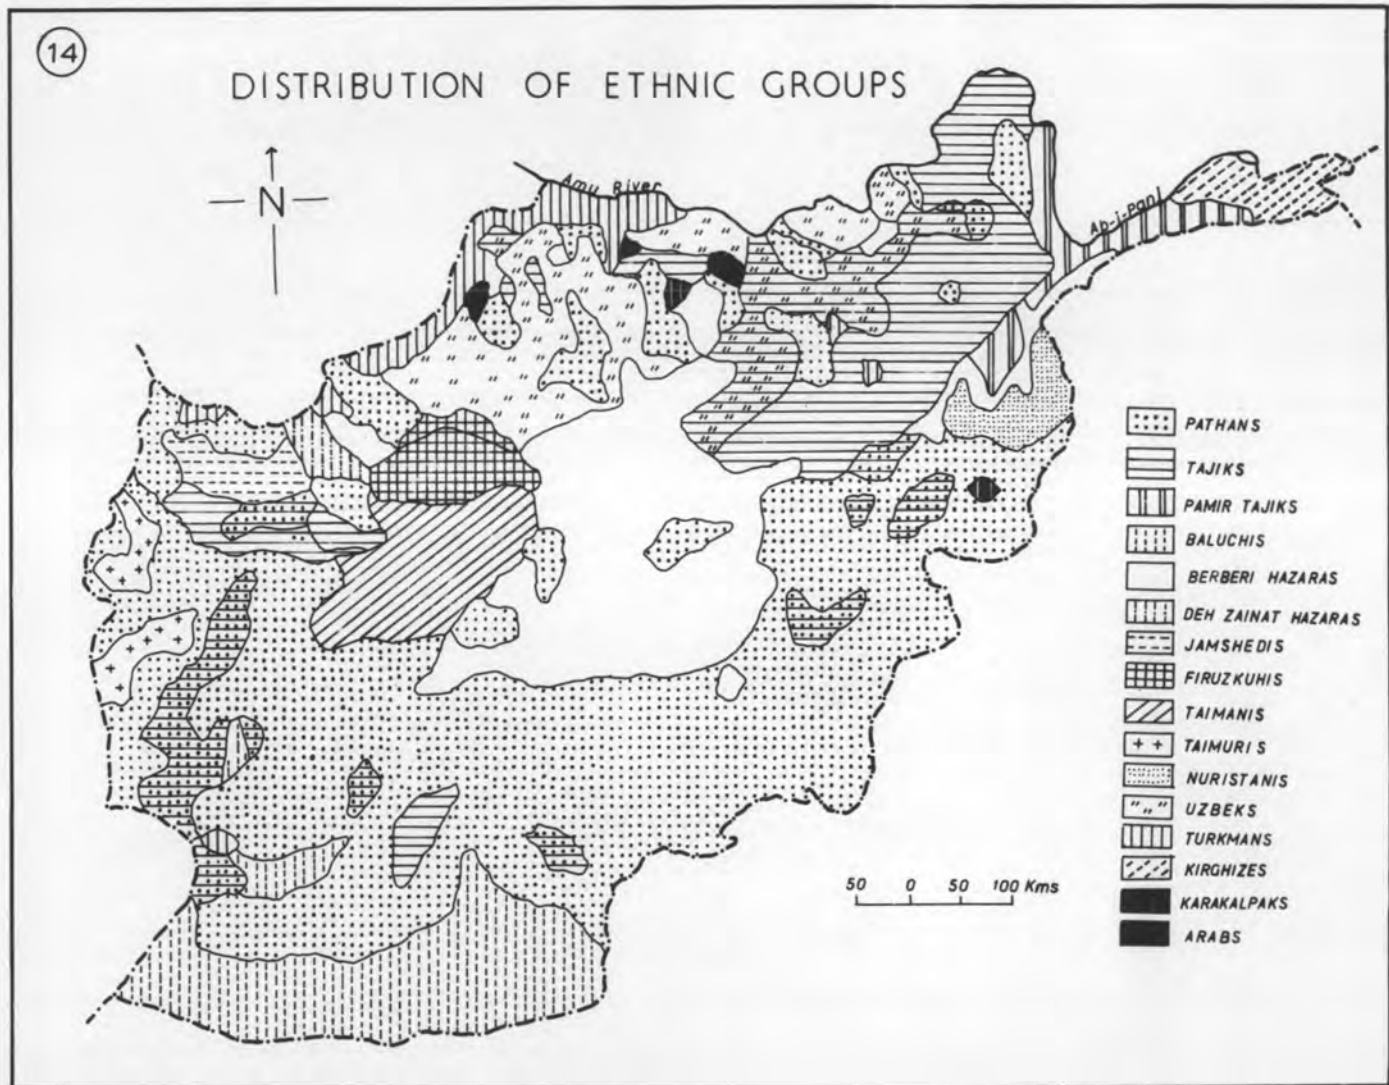 14
DISTRIBUTION OF ETHNIC GROUPS
N
Amu River
Ab-i-Panj
PATHANS
TAJIKS
PAMIR TAJIKS
BALUCHIS
BERBERI HAZARAS
DEH ZAINAT HAZARAS
JAMSHEDIS
FIRUZKUHIS
TAIMANIS
TAIMURIS
NURISTANIS
UZBEKS
TURKMANS
KIRGHIZES
KARAKALPAKS
ARABS
50 0 50 100 Kms